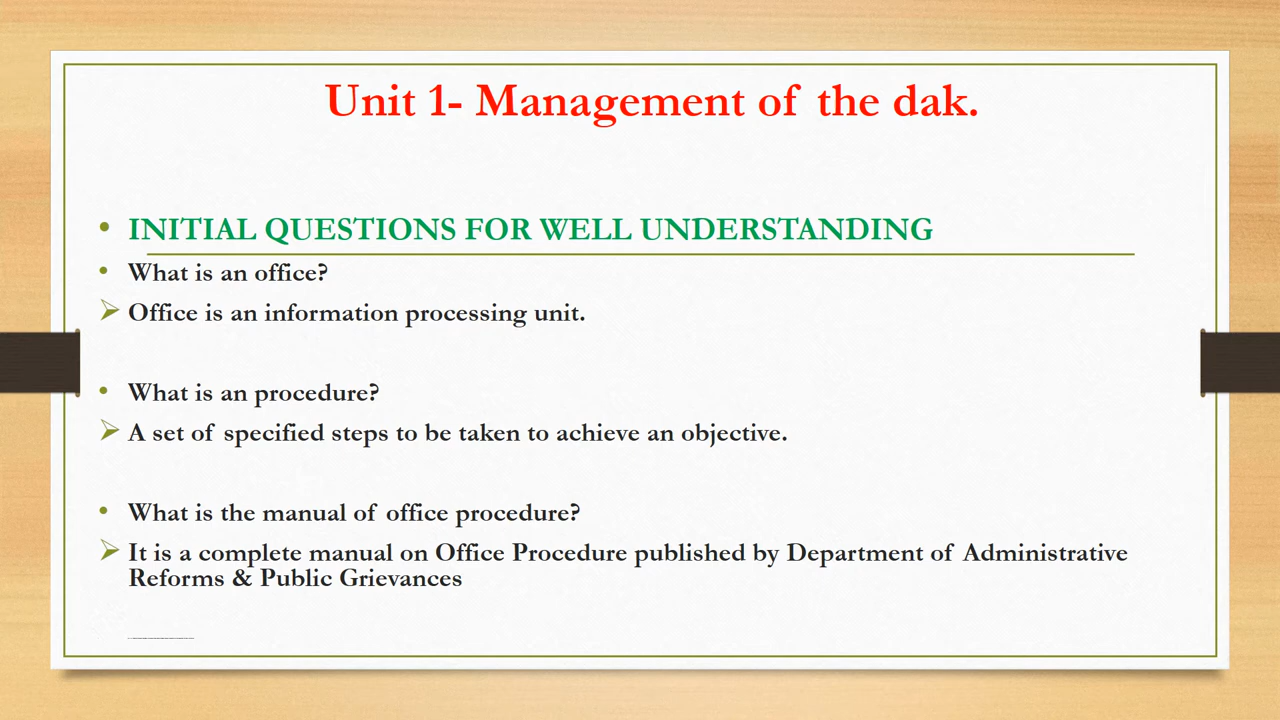 Unit 1- Management of the dak.
• INITIAL QUESTIONS FOR WELL UNDERSTANDING
• What is an office?
➢ Office is an information processing unit.
• What is an procedure?
➢ A set of specified steps to be taken to achieve an objective.
• What is the manual of office procedure?
➢ It is a complete manual on Office Procedure published by Department of Administrative
Reforms & Public Grievances